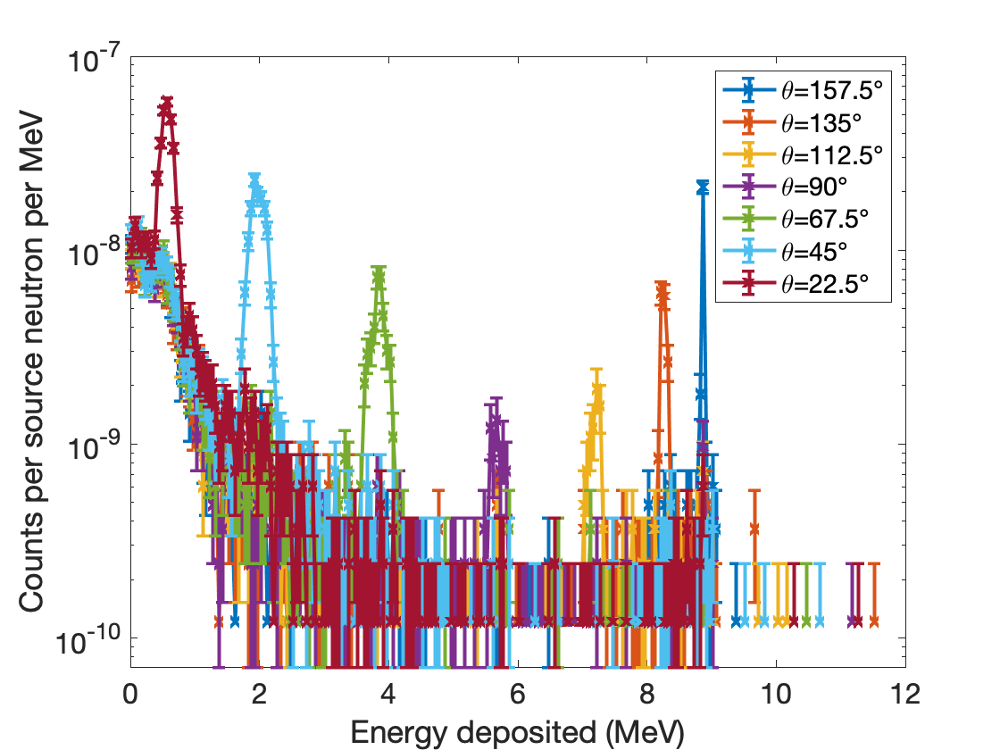 10⁻⁷
10⁻⁸
10⁻⁹
10⁻¹⁰
Counts per source neutron per MeV
θ=157.5°
θ=135°
θ=112.5°
θ=90°
θ=67.5°
θ=45°
θ=22.5°
0 2 4 6 8 10 12
Energy deposited (MeV)